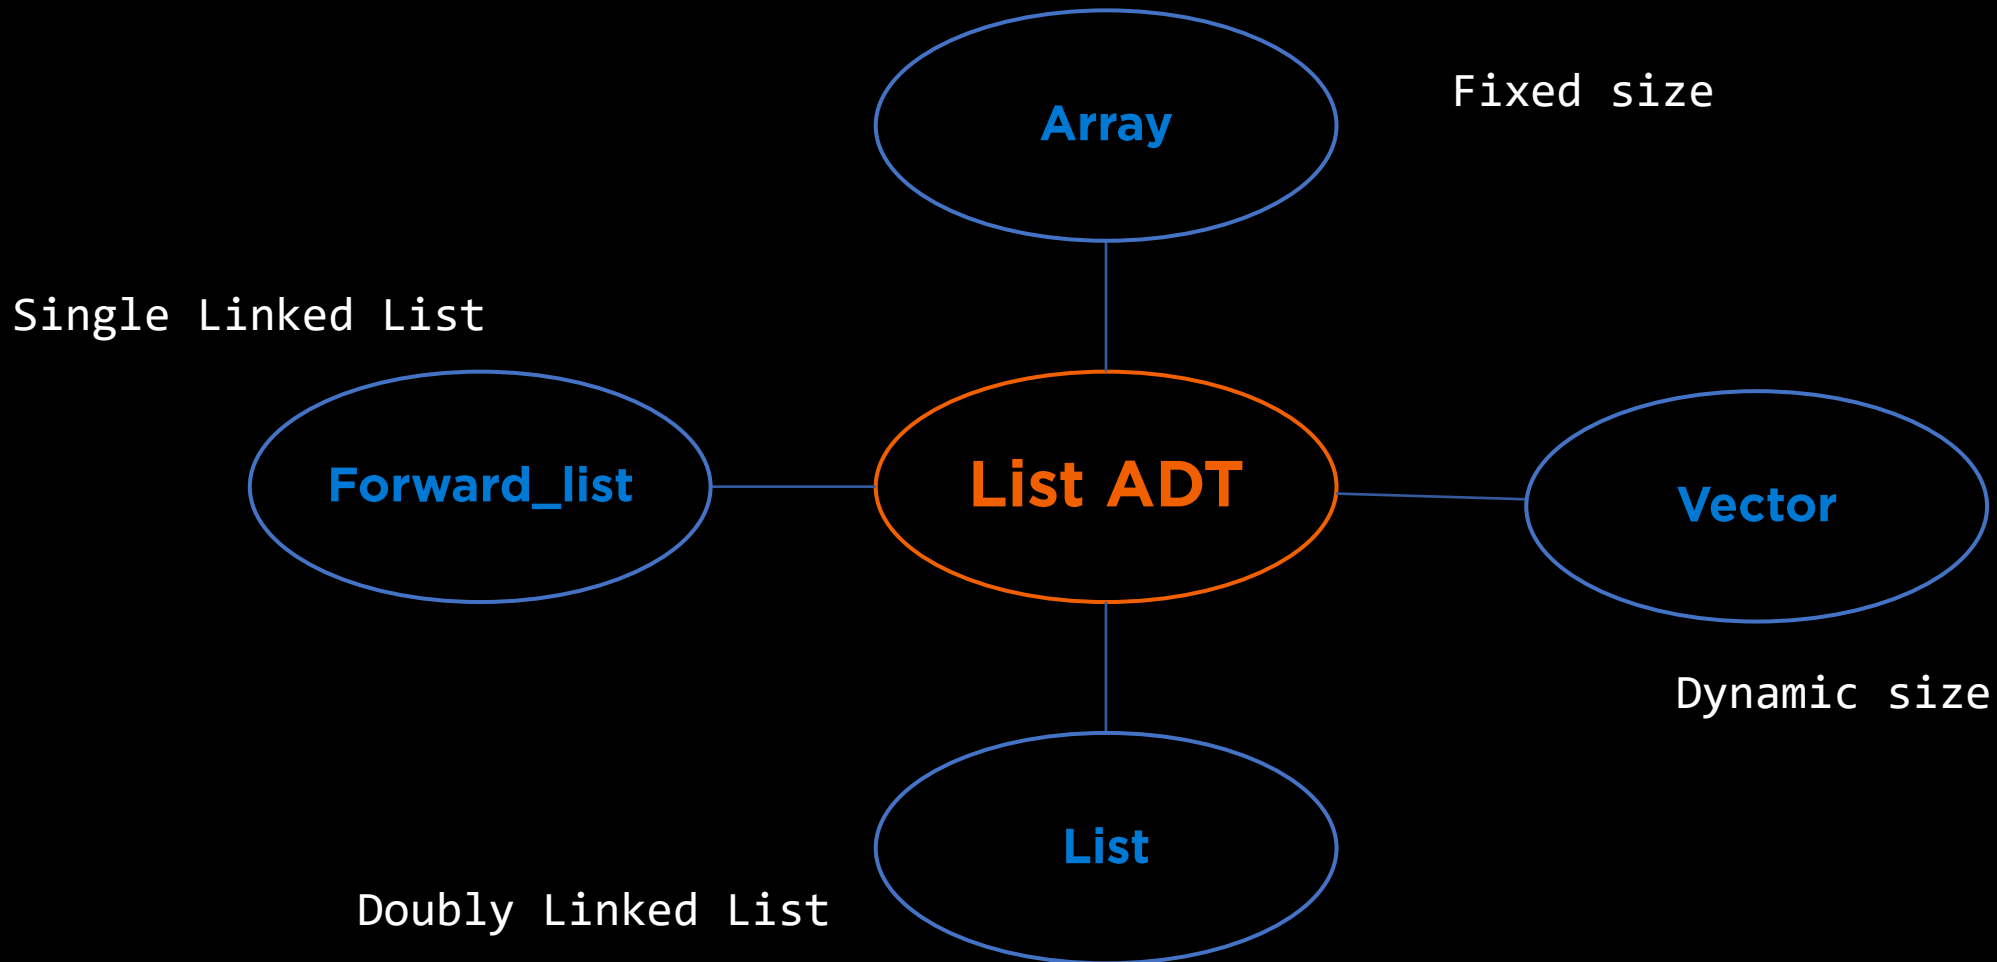 Array
Fixed size
Single Linked List
Forward_list
List ADT
Vector
Dynamic size
List
Doubly Linked List